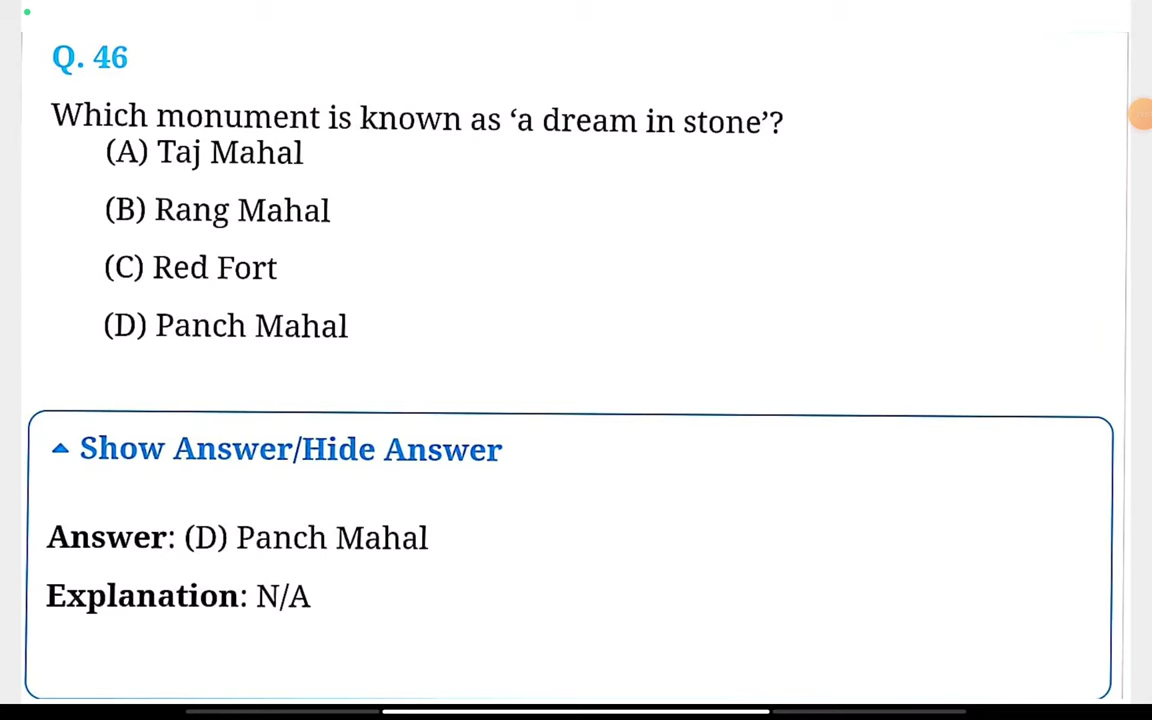 Q. 46
Which monument is known as ‘a dream in stone’?
(A) Taj Mahal
(B) Rang Mahal
(C) Red Fort
(D) Panch Mahal
Show Answer/Hide Answer
Answer: (D) Panch Mahal
Explanation: N/A